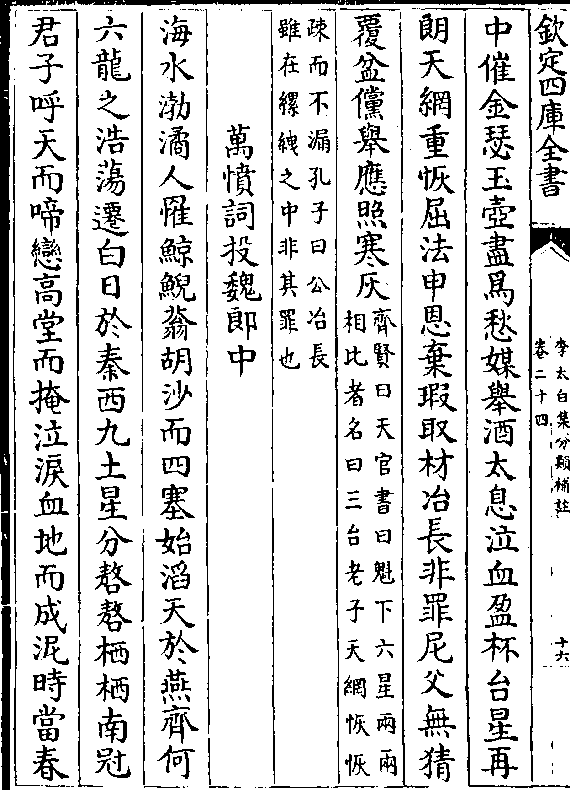 欽定四庫全書
李太白集分類補註
卷二十四
十六
中催金瑟玉壺盡爲愁媒舉酒太息泣血盈杯台星再
朗天網重恢屈法申恩棄瑕取材冶長非罪尼父無猜
覆盆儻舉應照寒灰
齊賢曰天官書曰魁下六星兩兩
相比者名曰三台老子天網恢恢
疎而不漏孔子曰公冶長
雖在縲絏之中非其罪也
萬憤詞投魏郎中
海水渤潏人罹鯨鯢蓊胡沙而四塞始滔天於燕齊何
六龍之浩蕩遷白日於秦西九土星分嗸嗸栖栖南冠
君子呼天而啼戀高堂而掩泣淚血地而成泥時當春